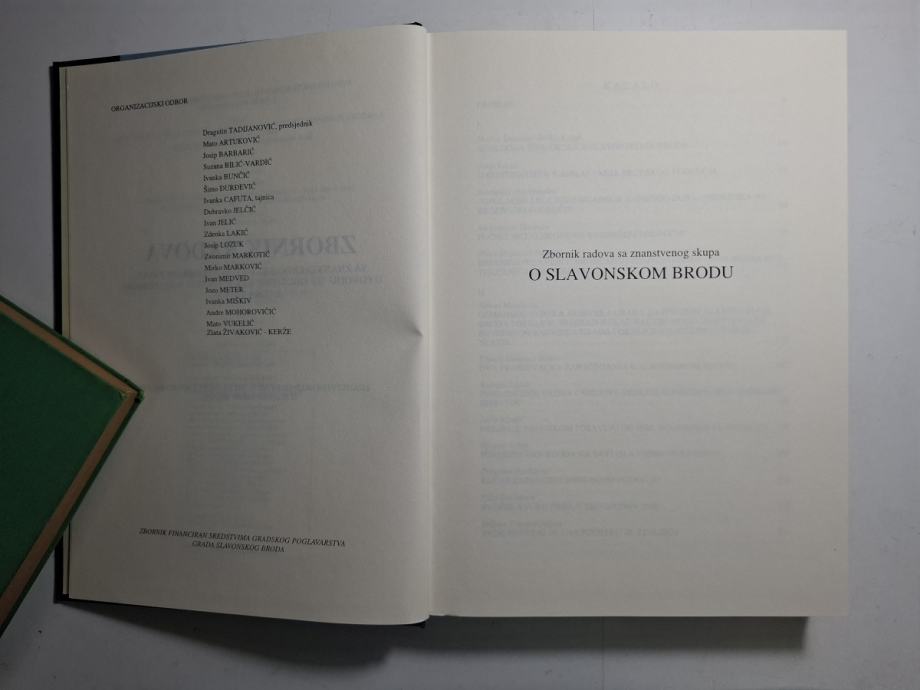 ORGANIZACIJSKI ODBOR
Dragutin TADIJANOVIĆ, predsjednik
Mato ARTUKOVIĆ
Josip BARBARIĆ
Suzana BILIĆ-VARDIĆ
Ivanka BUNČIĆ
Šimo ĐURĐEVIĆ
Ivanka CAFUTA, tajnica
Dubravko JELČIĆ
Ivan JELIĆ
Zdenka LAKIĆ
Josip LOZUK
Zvonimir MARKOTIĆ
Mirko MARKOVIĆ
Ivan MEDVED
Jozo METER
Ivanka MIŠKIV
Andre MOHOROVIČIĆ
Mato VUKELIĆ
Zlata ŽIVAKOVIĆ - KERŽE
ZBORNIK FINANCIRAN SREDSTVIMA GRADSKOG POGLAVARSTVA
GRADA SLAVONSKOG BRODA
Zbornik radova sa znanstvenog skupa
O SLAVONSKOM BRODU